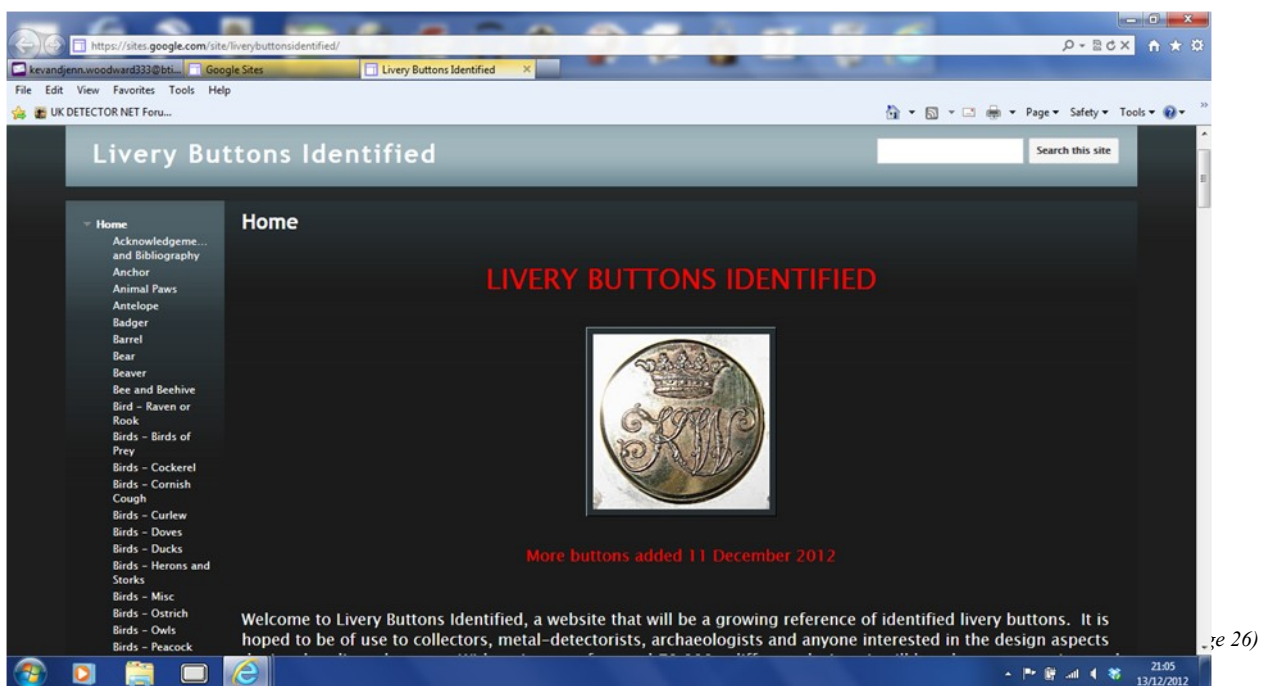 https://sites.google.com/site/liverybuttonsidentified/
kevandjenn.woodward333@bti...
Google Sites
Livery Buttons Identified
File Edit View Favorites Tools Help
UK DETECTOR NET Foru...
Page Safety Tools
Livery Buttons Identified
Search this site
Home
Acknowledgeme...
and Bibliography
Anchor
Animal Paws
Antelope
Badger
Barrel
Bear
Beaver
Bee and Beehive
Bird – Raven or
Rook
Birds – Birds of
Prey
Birds – Cockerel
Birds – Cornish
Cough
Birds – Curlew
Birds – Doves
Birds – Ducks
Birds – Herons and
Storks
Birds – Misc
Birds – Ostrich
Birds – Owls
Birds – Peacock
Home
LIVERY BUTTONS IDENTIFIED
KW
More buttons added 11 December 2012
Welcome to Livery Buttons Identified, a website that will be a growing reference of identified livery buttons. It is
hoped to be of use to collectors, metal-detectorists, archaeologists and anyone interested in the design aspects
ge 26)
21:05
13/12/2012